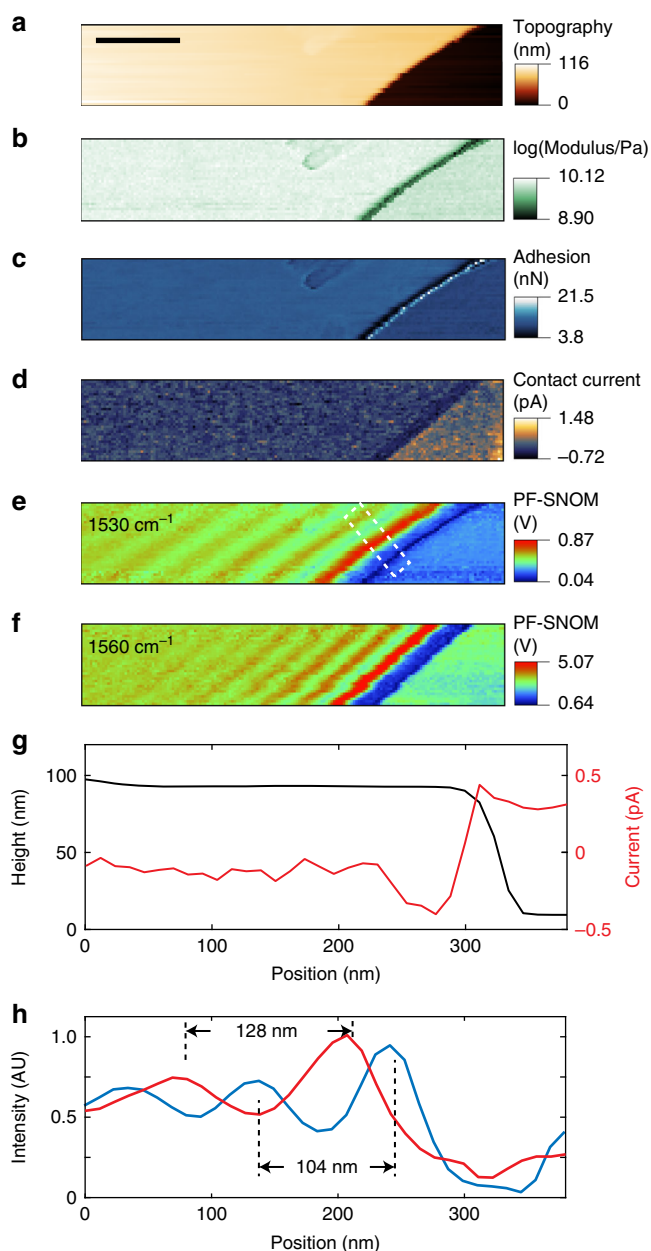 a
Topography
(nm)
116
0
b
log(Modulus/Pa)
10.12
8.90
c
Adhesion
(nN)
21.5
3.8
d
Contact current
(pA)
1.48
−0.72
e
1530 cm⁻¹
PF-SNOM
(V)
0.87
0.04
f
1560 cm⁻¹
PF-SNOM
(V)
5.07
0.64
g
100
50
0
Height (nm)
0.5
0
−0.5
Current (pA)
0 100 200 300
Position (nm)
h
1.0
0.5
0
Intensity (AU)
128 nm
104 nm
0 100 200 300
Position (nm)